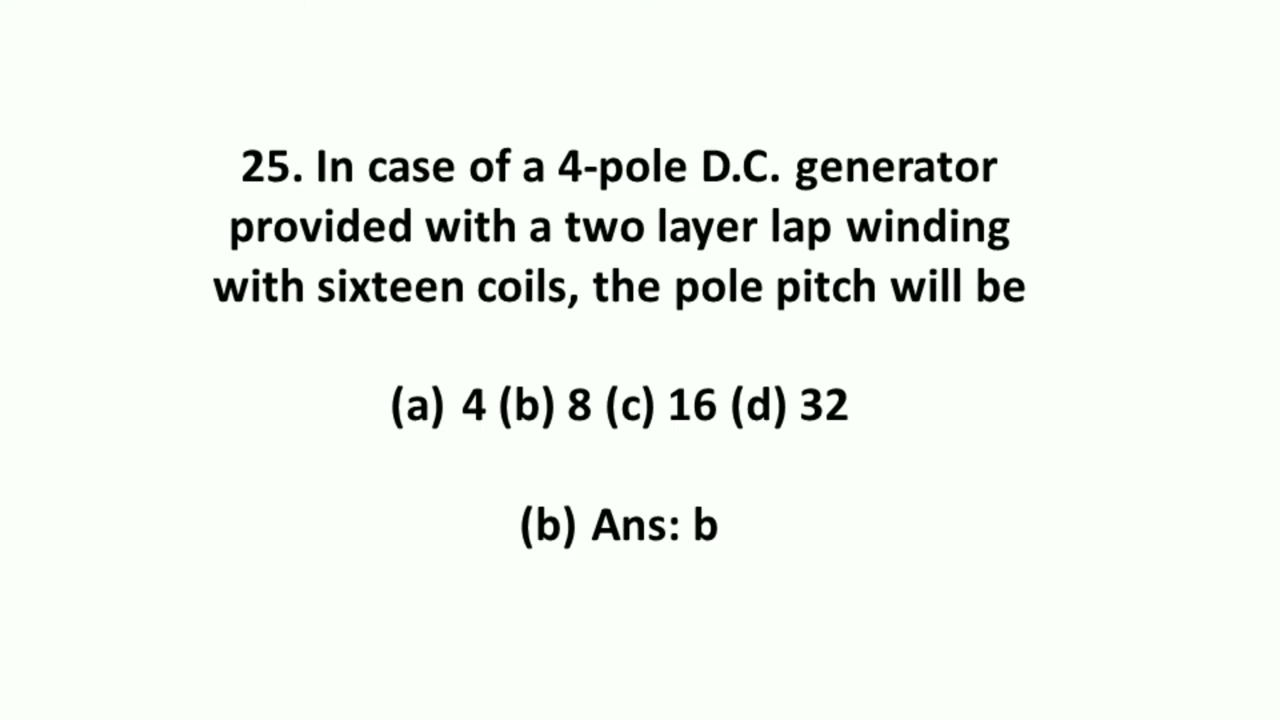 25. In case of a 4-pole D.C. generator
provided with a two layer lap winding
with sixteen coils, the pole pitch will be
(a) 4 (b) 8 (c) 16 (d) 32
(b) Ans: b